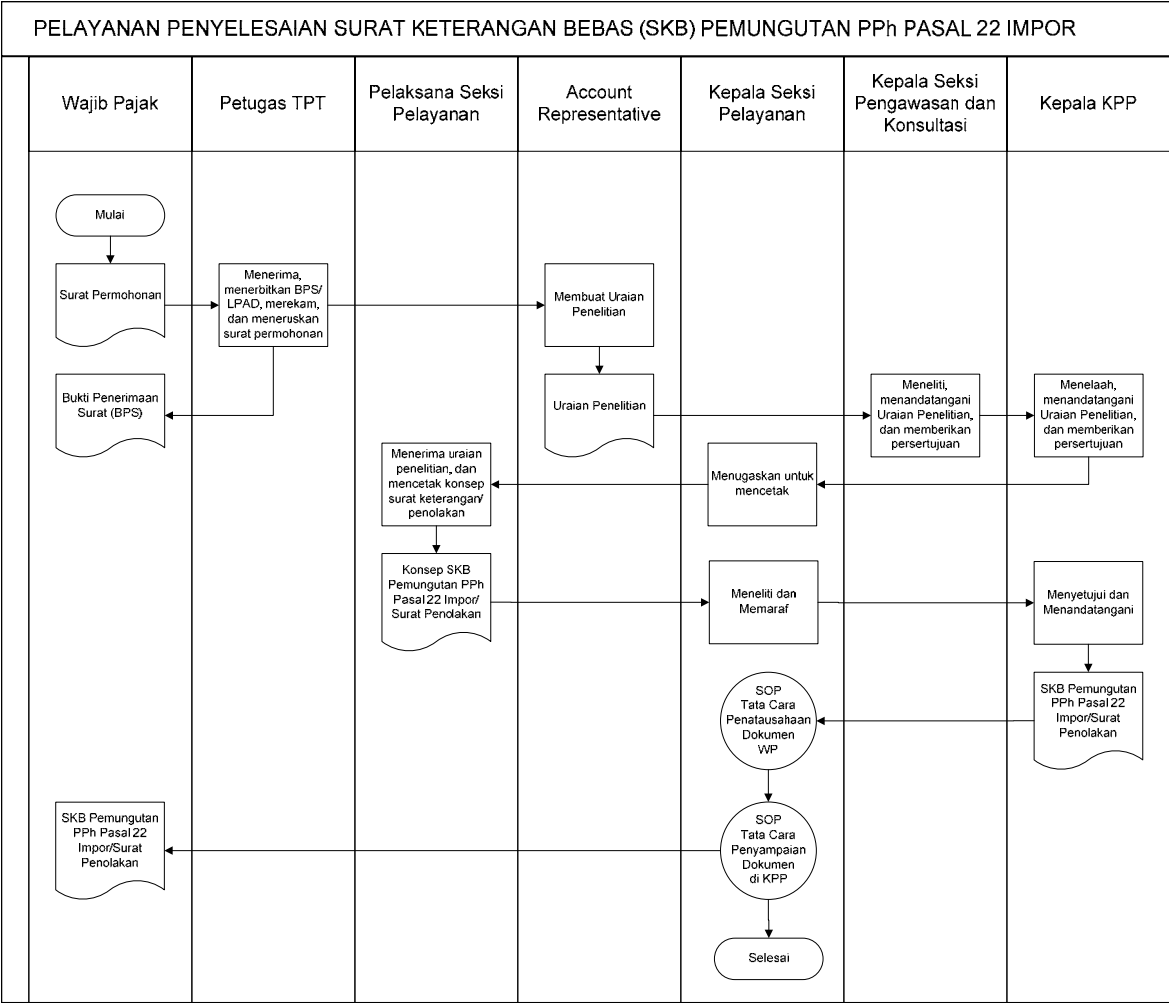 PELAYANAN PENYELESAIAN SURAT KETERANGAN BEBAS (SKB) PEMUNGUTAN PPh PASAL 22 IMPOR
Wajib Pajak
Petugas TPT
Pelaksana Seksi
Pelayanan
Account
Representative
Kepala Seksi
Pelayanan
Kepala Seksi
Pengawasan dan
Konsultasi
Kepala KPP
Mulai
Surat Permohonan
Menerima,
menerbitkan BPS/
LPAD, merekam,
dan meneruskan
surat permohonan
Membuat Uraian
Penelitian
Bukti Penerimaan
Surat (BPS)
Uraian Penelitian
Meneliti,
menandatangani
Uraian Penelitian,
dan memberikan
persertujuan
Menelaah,
menandatangani
Uraian Penelitian,
dan memberikan
persertujuan
Menerima uraian
penelitian, dan
mencetak konsep
surat keterangan/
penolakan
Menugaskan untuk
mencetak
Konsep SKB
Pemungutan PPh
Pasal 22 Impor/
Surat Penolakan
Meneliti dan
Memaraf
Menyetujui dan
Menandatangani
SOP
Tata Cara
Penatausahaan
Dokumen
WP
SKB Pemungutan
PPh Pasal 22
Impor/Surat
Penolakan
SKB Pemungutan
PPh Pasal 22
Impor/Surat
Penolakan
SOP
Tata Cara
Penyampaian
Dokumen
di KPP
Selesai